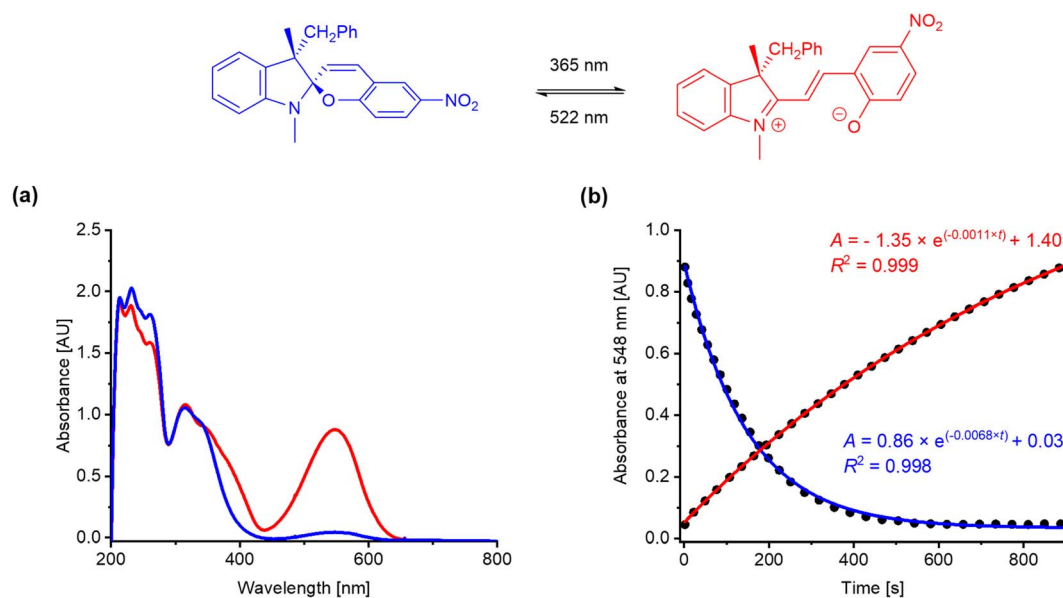 CH2Ph
N
O
NO2
365 nm
522 nm
CH2Ph
NO2
N
⊕
⊖
O
(a)
2.5
2.0
1.5
1.0
0.5
0.0
200
400
600
800
Absorbance [AU]
Wavelength [nm]
(b)
1.0
0.8
0.6
0.4
0.2
0.0
0
200
400
600
800
Absorbance at 548 nm [AU]
Time [s]
A = - 1.35 × e(-0.0011×t) + 1.40
R2 = 0.999
A = 0.86 × e(-0.0068×t) + 0.03
R2 = 0.998